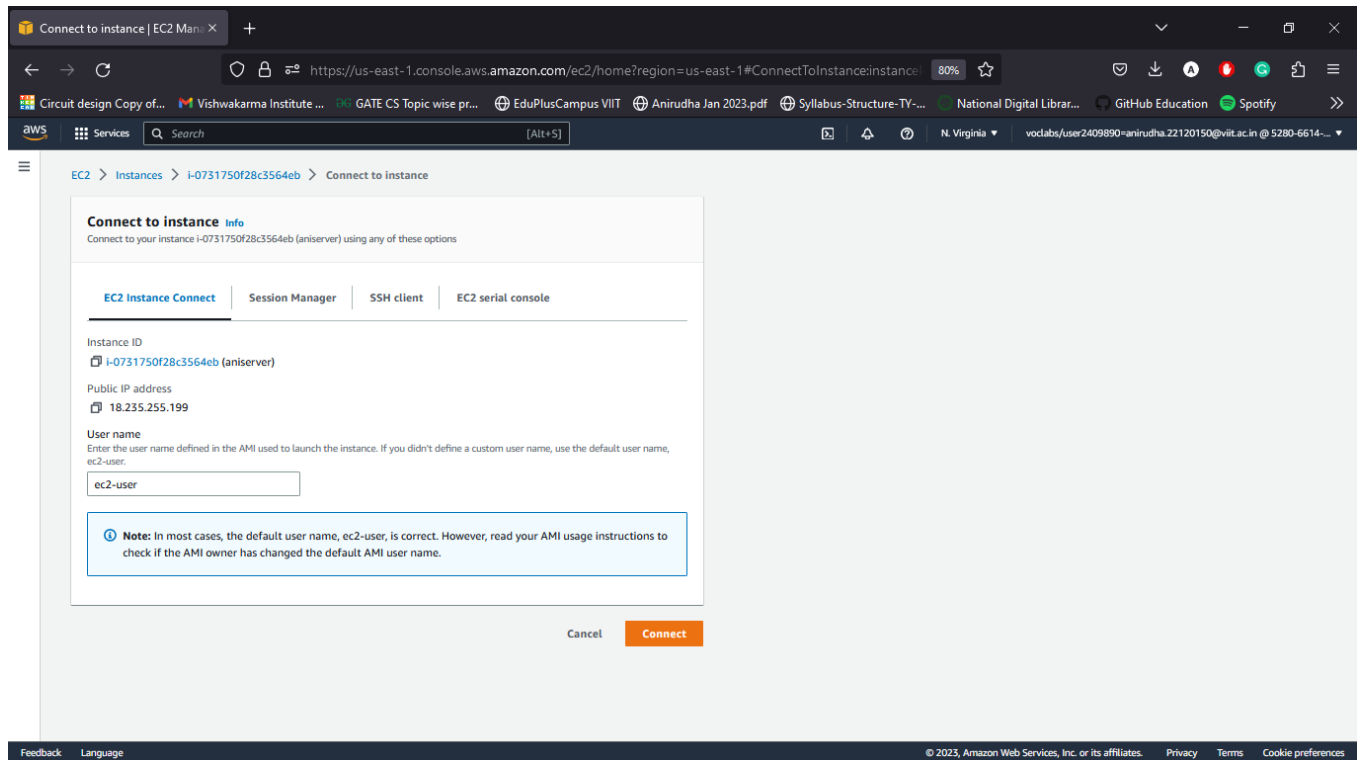 Connect to instance | EC2 Mana
https://us-east-1.console.aws.amazon.com/ec2/home?region=us-east-1#ConnectToInstance:instanceI 80%
Circuit design Copy of... Vishwakarma Institute ... GATE CS Topic wise pr... EduPlusCampus VIIT Anirudha Jan 2023.pdf Syllabus-Structure-TY-... National Digital Librar... GitHub Education Spotify
aws Services Search [Alt+S] N. Virginia voclabs/user2409890=anirudha.22120150@viit.ac.in @ 5280-6614-...
EC2 > Instances > i-0731750f28c3564eb > Connect to instance
Connect to instance Info
Connect to your instance i-0731750f28c3564eb (aniserver) using any of these options
EC2 Instance Connect Session Manager SSH client EC2 serial console
Instance ID
i-0731750f28c3564eb (aniserver)
Public IP address
18.235.255.199
User name
Enter the user name defined in the AMI used to launch the instance. If you didn't define a custom user name, use the default user name,
ec2-user.
ec2-user
Note: In most cases, the default user name, ec2-user, is correct. However, read your AMI usage instructions to
check if the AMI owner has changed the default AMI user name.
Cancel Connect
Feedback Language © 2023, Amazon Web Services, Inc. or its affiliates. Privacy Terms Cookie preferences